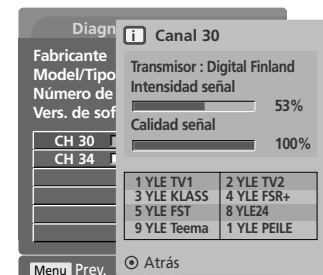 Diagn
Fabricante
Model/Tipo
Número de
Vers. de sof
CH 30
CH 34
Menu Prev.
i Canal 30
Transmisor : Digital Finland
Intensidad señal
53%
Calidad señal
100%
1 YLE TV1 2 YLE TV2
3 YLE KLASS 4 YLE FSR+
5 YLE FST 8 YLE24
9 YLE Teema 1 YLE PEILE
Atrás